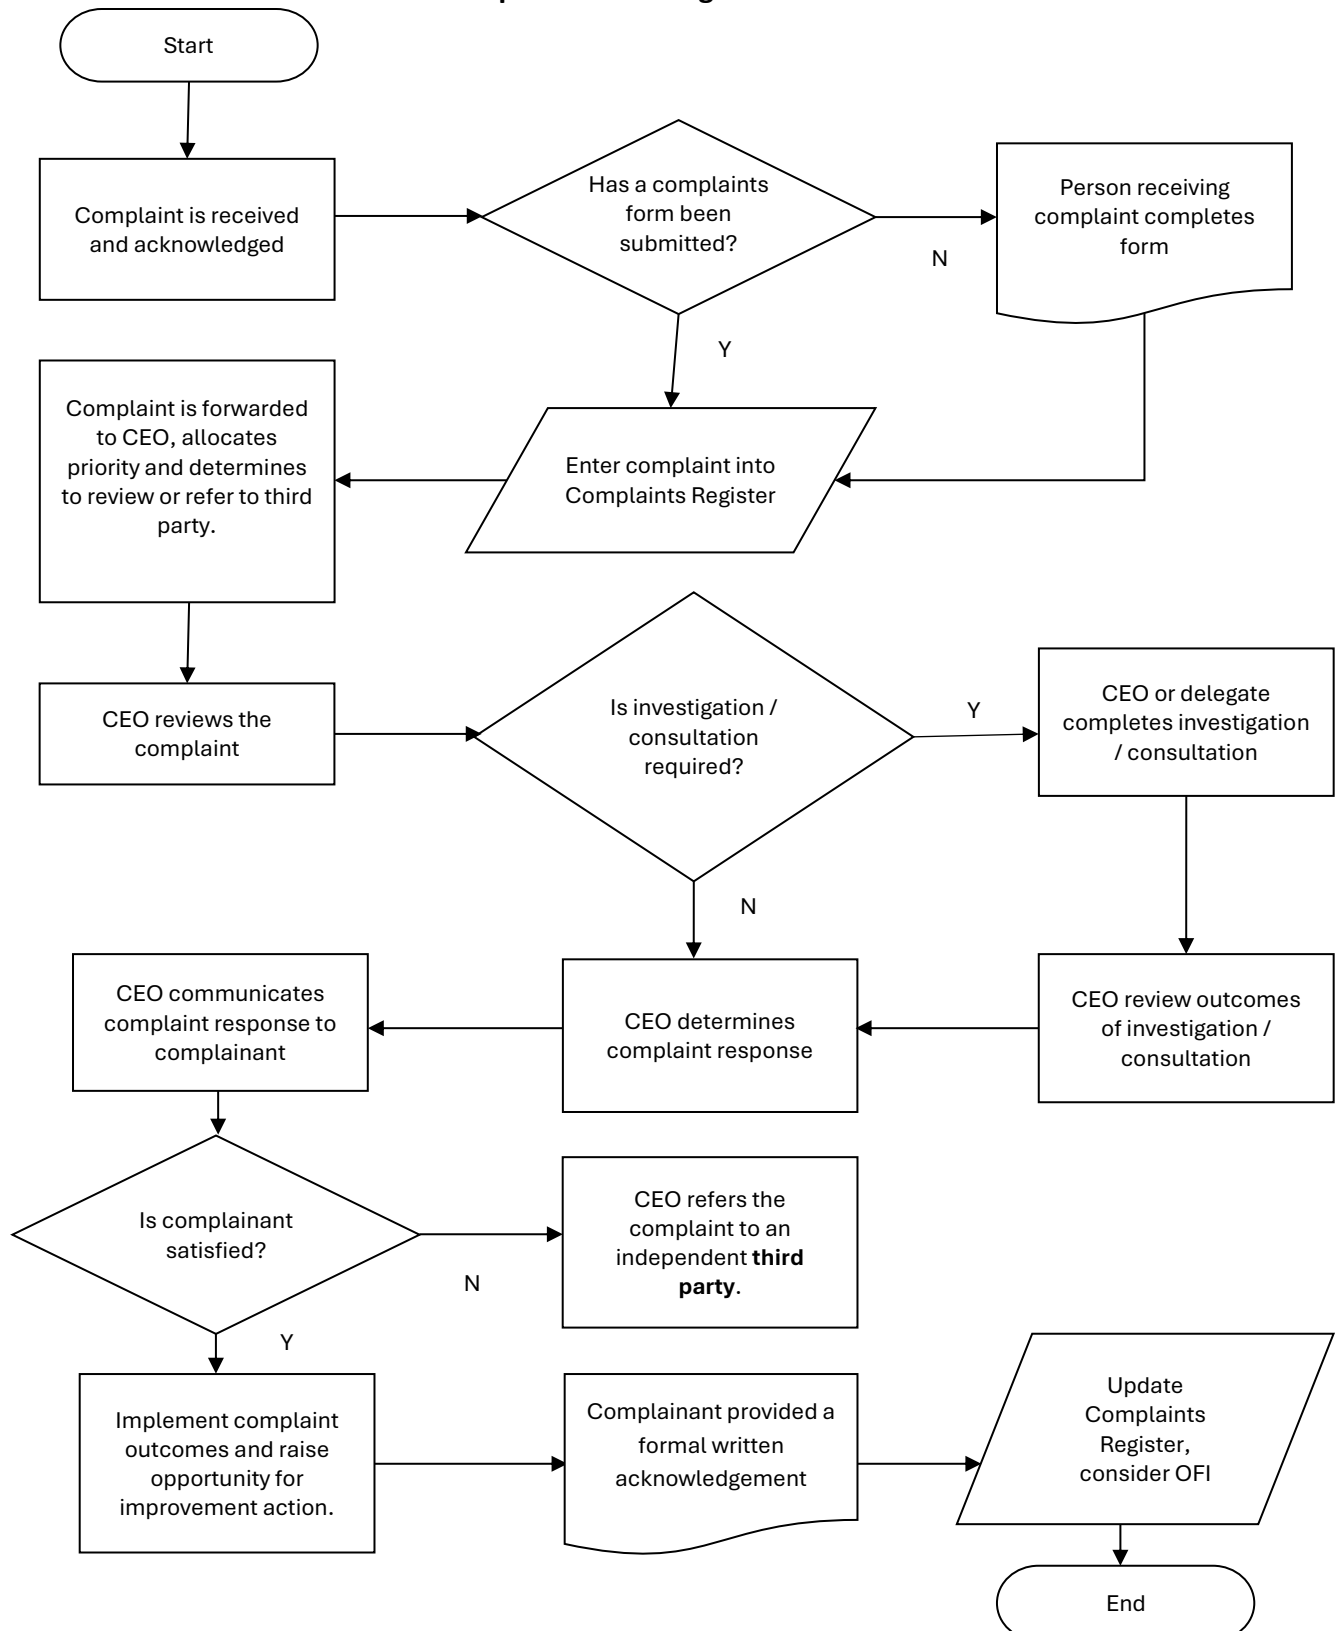 Start
Has a complaints
form been
submitted?
Person receiving
complaint completes
form
Complaint is received
and acknowledged
N
Y
Complaint is forwarded
to CEO, allocates
priority and determines
to review or refer to third
party.
Enter complaint into
Complaints Register
CEO reviews the
complaint
Is investigation /
consultation
required?
Y
CEO or delegate
completes investigation
/ consultation
N
CEO communicates
complaint response to
complainant
CEO determines
complaint response
CEO review outcomes
of investigation /
consultation
Is complainant
satisfied?
N
CEO refers the
complaint to an
independent third
party.
Y
Implement complaint
outcomes and raise
opportunity for
improvement action.
Complainant provided a
formal written
acknowledgement
Update
Complaints
Register,
consider OFI
End